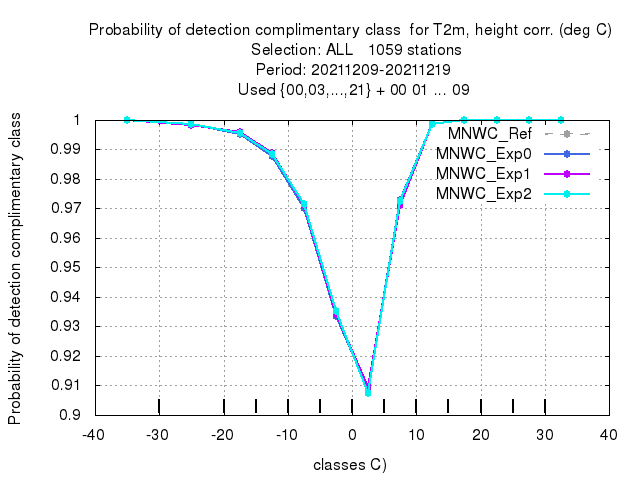 Probability of detection complimentary class  for T2m, height corr. (deg C)
Selection: ALL   1059 stations
Period: 20211209-20211219
Used {00,03,...,21} + 00 01 ... 09
Probability of detection complimentary class
1
0.99
0.98
0.97
0.96
0.95
0.94
0.93
0.92
0.91
0.9
MNWC_Ref
MNWC_Exp0
MNWC_Exp1
MNWC_Exp2
-40 -30 -20 -10 0 10 20 30 40
classes C)